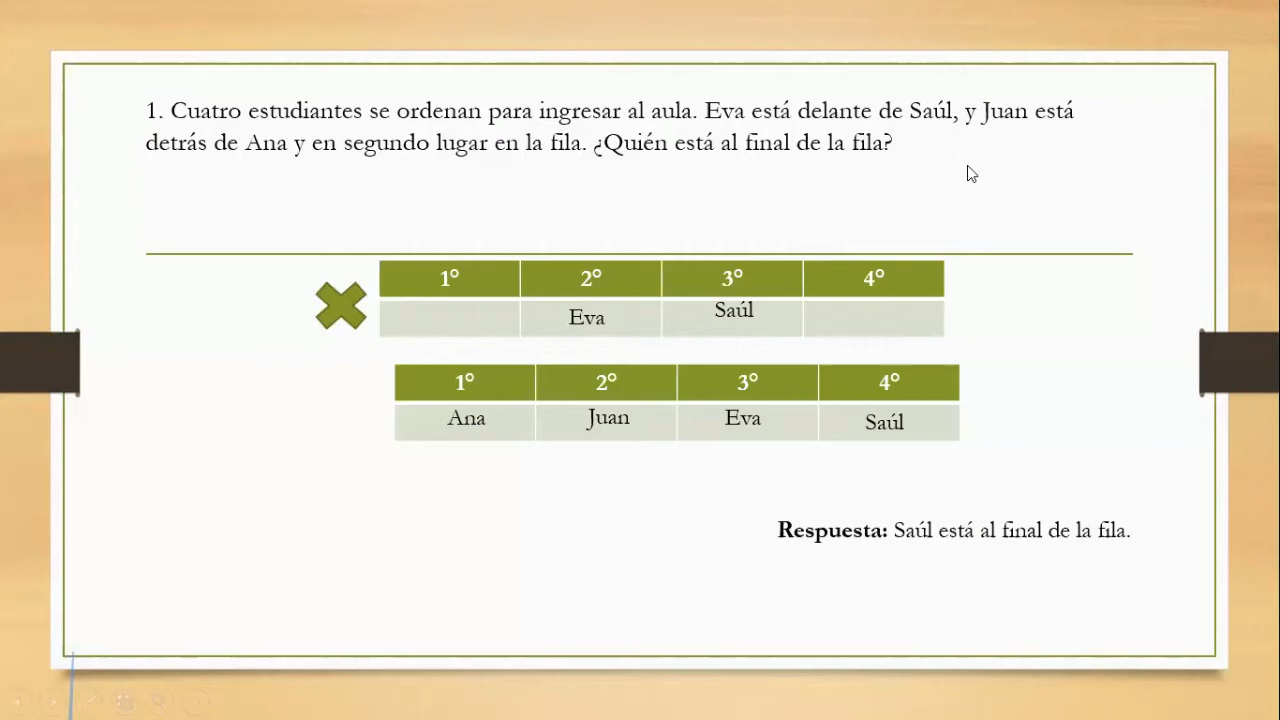 1. Cuatro estudiantes se ordenan para ingresar al aula. Eva está delante de Saúl, y Juan está
detrás de Ana y en segundo lugar en la fila. ¿Quién está al final de la fila?
1° 2° 3° 4°
Eva Saúl
1° 2° 3° 4°
Ana Juan Eva Saúl
Respuesta: Saúl está al final de la fila.